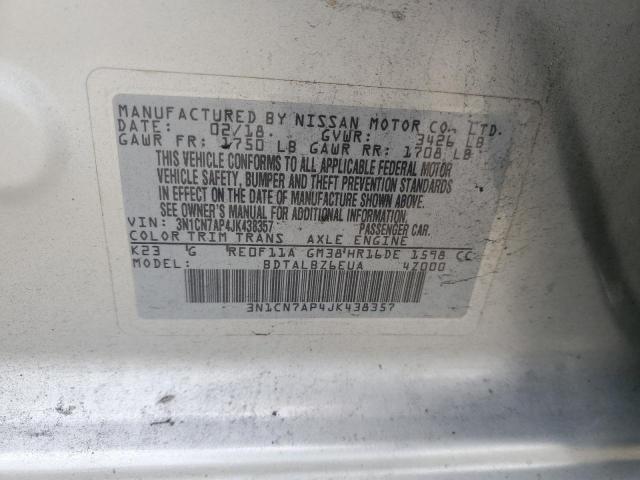 MANUFACTURED BY NISSAN MOTOR CO., LTD.
DATE: 02/18 GVWR: 3426 LB
GAWR FR: 1750 LB GAWR RR: 1708 LB
THIS VEHICLE CONFORMS TO ALL APPLICABLE FEDERAL MOTOR
VEHICLE SAFETY, BUMPER AND THEFT PREVENTION STANDARDS
IN EFFECT ON THE DATE OF MANUFACTURE SHOWN ABOVE.
SEE OWNER'S MANUAL FOR ADDITIONAL INFORMATION.
VIN: 3N1CN7AP4JK438357 PASSENGER CAR.
COLOR TRIM TRANS AXLE ENGINE
K23 G RE0F11A GM38 HR16DE 1598 CC
MODEL: BDTALBZ6EUA 4Z000
3N1CN7AP4JK438357